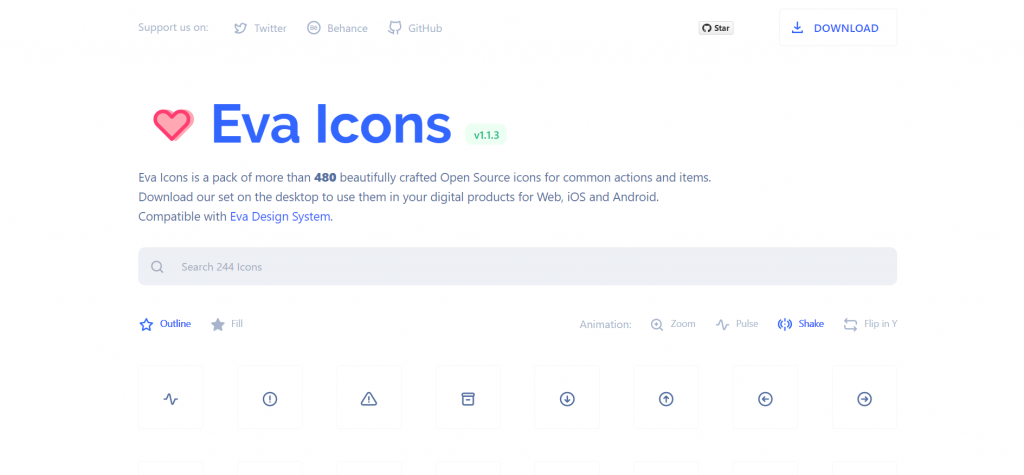 Support us on: Twitter Behance GitHub Star DOWNLOAD
Eva Icons v1.1.3
Eva Icons is a pack of more than 480 beautifully crafted Open Source icons for common actions and items.
Download our set on the desktop to use them in your digital products for Web, iOS and Android.
Compatible with Eva Design System.
Search 244 Icons
Outline Fill Animation: Zoom Pulse Shake Flip in Y